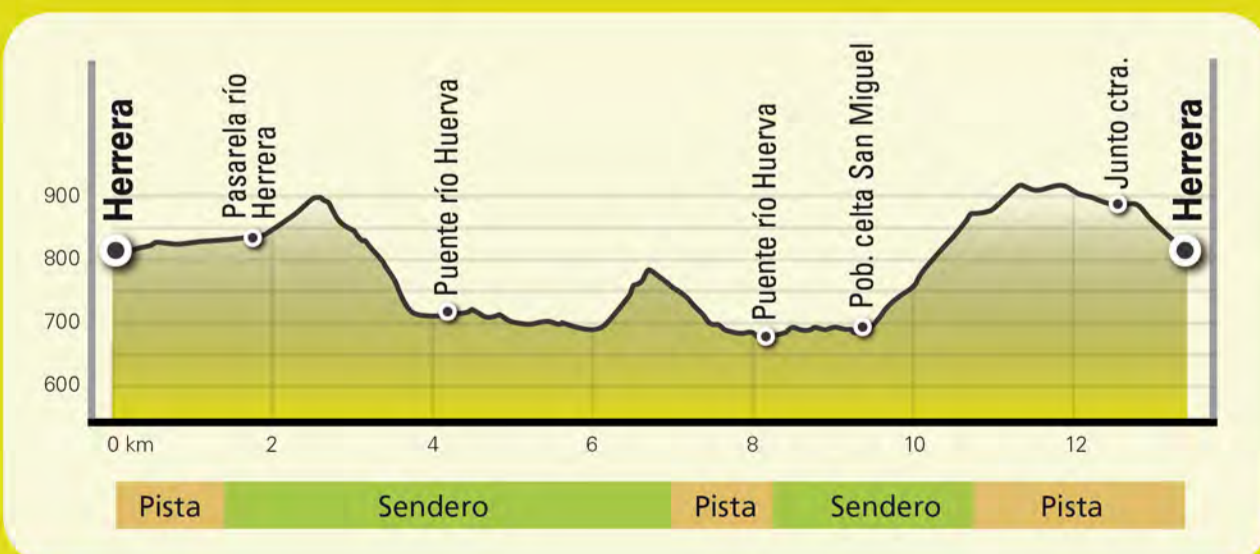 Herrera
Pasarela río
Herrera
Puente río Huerva
Puente río Huerva
Pob. celta San Miguel
Junto ctra.
Herrera
900
800
700
600
0 km 2 4 6 8 10 12
Pista Sendero Pista Sendero Pista